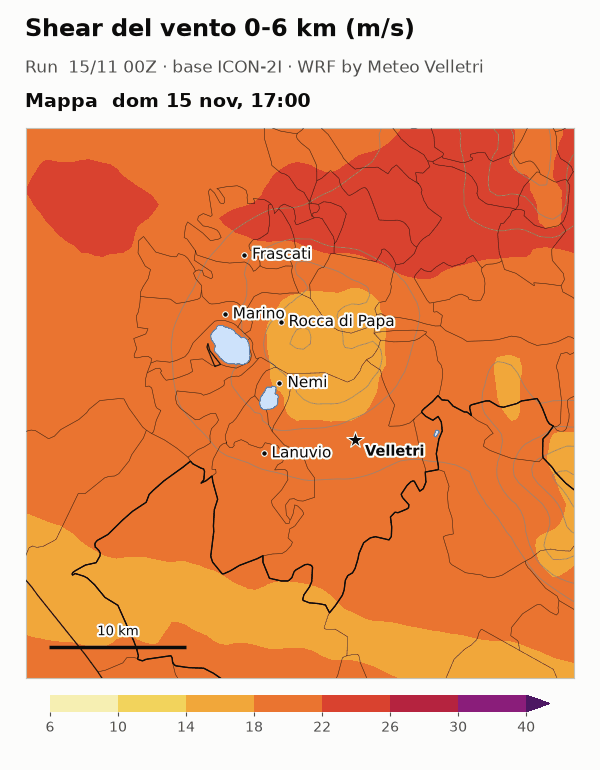 Shear del vento 0-6 km (m/s)
Run 15/11 00Z · base ICON-2I · WRF by Meteo Velletri
Mappa dom 15 nov, 17:00
Frascati
Marino
Rocca di Papa
Nemi
Velletri
Lanuvio
10 km
6 10 14 18 22 26 30 40